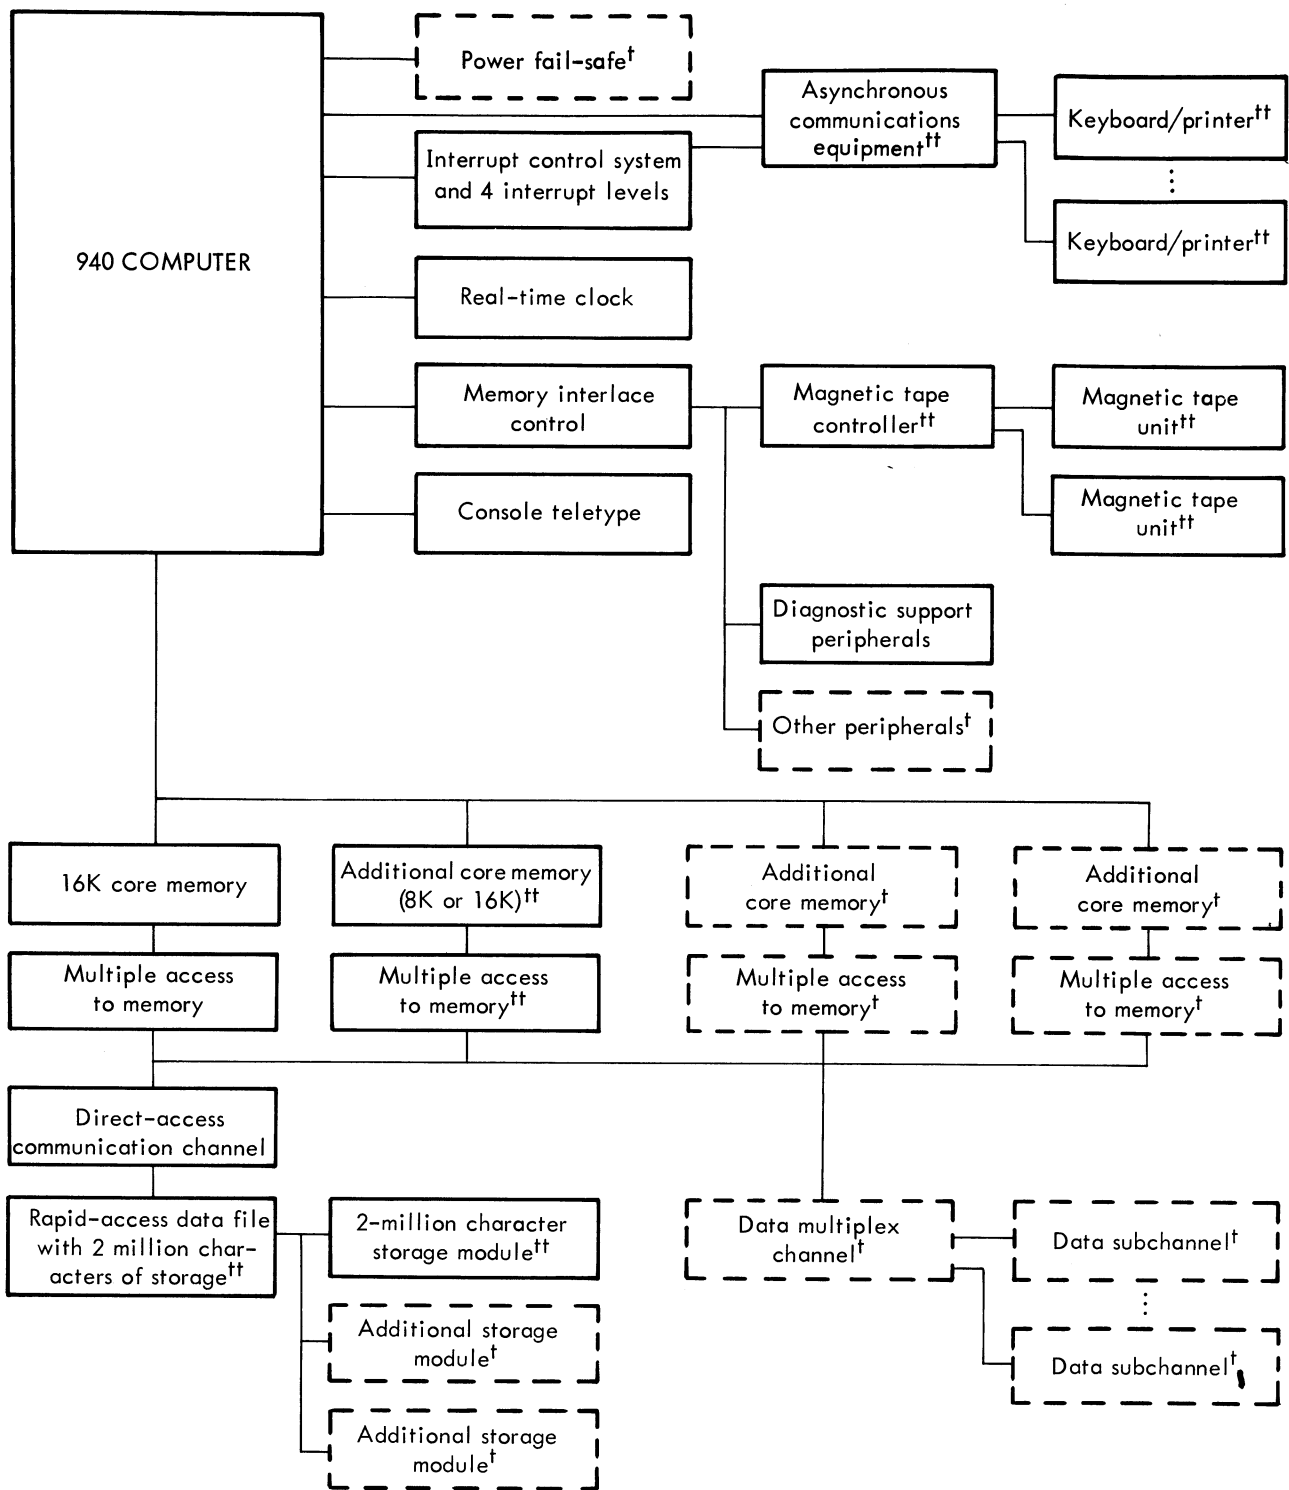 940 COMPUTER
Power fail-safe†
Asynchronous
communications
equipment††
Keyboard/printer††
Keyboard/printer††
Interrupt control system
and 4 interrupt levels
Real-time clock
Memory interlace
control
Magnetic tape
controller††
Magnetic tape
unit††
Magnetic tape
unit††
Console teletype
Diagnostic support
peripherals
Other peripherals†
16K core memory
Additional core memory
(8K or 16K)††
Additional
core memory†
Additional
core memory†
Multiple access
to memory
Multiple access
to memory††
Multiple access
to memory†
Multiple access
to memory†
Direct-access
communication channel
Rapid-access data file
with 2 million char-
acters of storage††
2-million character
storage module††
Additional storage
module†
Additional storage
module†
Data multiplex
channel†
Data subchannel†
Data subchannel†